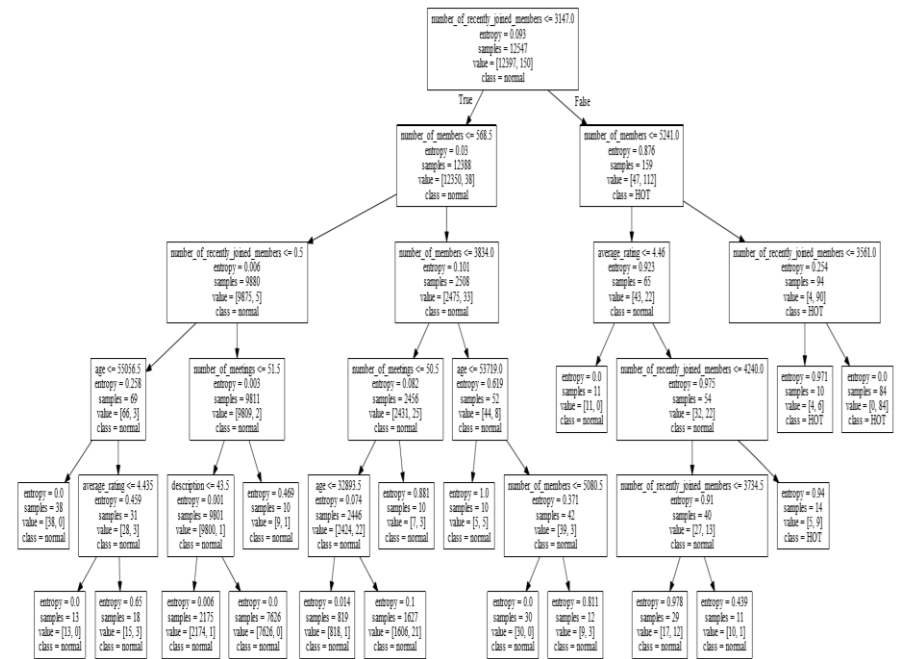 number_of_recently_joined_members <= 3147.0
entropy = 0.093
samples = 12547
value = [12397, 150]
class = normal
True
False
number_of_members <= 568.5
entropy = 0.03
samples = 12388
value = [12350, 38]
class = normal
number_of_members <= 5241.0
entropy = 0.876
samples = 159
value = [47, 112]
class = HOT
number_of_recently_joined_members <= 0.5
entropy = 0.006
samples = 9880
value = [9875, 5]
class = normal
number_of_members <= 3834.0
entropy = 0.101
samples = 2508
value = [2475, 33]
class = normal
average_rating <= 4.46
entropy = 0.923
samples = 65
value = [43, 22]
class = normal
number_of_recently_joined_members <= 3561.0
entropy = 0.254
samples = 94
value = [4, 90]
class = HOT
age <= 55056.5
entropy = 0.258
samples = 69
value = [66, 3]
class = normal
number_of_meetings <= 51.5
entropy = 0.003
samples = 9811
value = [9809, 2]
class = normal
number_of_meetings <= 50.5
entropy = 0.082
samples = 2456
value = [2431, 25]
class = normal
age <= 53719.0
entropy = 0.619
samples = 52
value = [44, 8]
class = normal
entropy = 0.0
samples = 11
value = [11, 0]
class = normal
number_of_recently_joined_members <= 4240.0
entropy = 0.975
samples = 54
value = [32, 22]
class = normal
entropy = 0.971
samples = 10
value = [4, 6]
class = HOT
entropy = 0.0
samples = 84
value = [0, 84]
class = HOT
entropy = 0.0
samples = 38
value = [38, 0]
class = normal
average_rating <= 4.435
entropy = 0.459
samples = 31
value = [28, 3]
class = normal
description <= 43.5
entropy = 0.001
samples = 9801
value = [9800, 1]
class = normal
entropy = 0.469
samples = 10
value = [9, 1]
class = normal
age <= 32893.5
entropy = 0.074
samples = 2446
value = [2424, 22]
class = normal
entropy = 0.881
samples = 10
value = [7, 3]
class = normal
entropy = 1.0
samples = 10
value = [5, 5]
class = normal
number_of_members <= 5080.5
entropy = 0.371
samples = 42
value = [39, 3]
class = normal
number_of_recently_joined_members <= 3734.5
entropy = 0.91
samples = 40
value = [27, 13]
class = normal
entropy = 0.94
samples = 14
value = [5, 9]
class = HOT
entropy = 0.0
samples = 13
value = [13, 0]
class = normal
entropy = 0.65
samples = 18
value = [15, 3]
class = normal
entropy = 0.006
samples = 2175
value = [2174, 1]
class = normal
entropy = 0.0
samples = 7626
value = [7626, 0]
class = normal
entropy = 0.014
samples = 819
value = [818, 1]
class = normal
entropy = 0.1
samples = 1627
value = [1606, 21]
class = normal
entropy = 0.0
samples = 30
value = [30, 0]
class = normal
entropy = 0.811
samples = 12
value = [9, 3]
class = normal
entropy = 0.978
samples = 29
value = [17, 12]
class = normal
entropy = 0.439
samples = 11
value = [10, 1]
class = normal